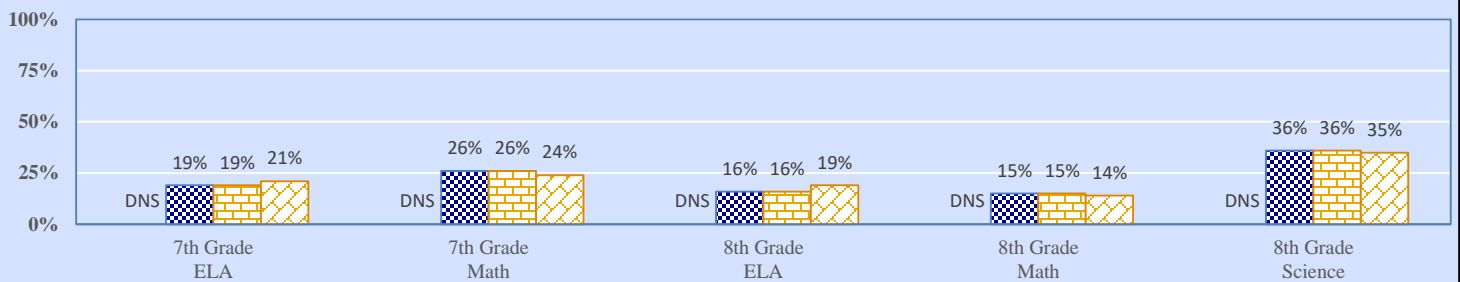 100%
75%
50%
25%
0%
DNS 19% 19% 21%
DNS 26% 26% 24%
DNS 16% 16% 19%
DNS 15% 15% 14%
DNS 36% 36% 35%
7th Grade
ELA
7th Grade
Math
8th Grade
ELA
8th Grade
Math
8th Grade
Science